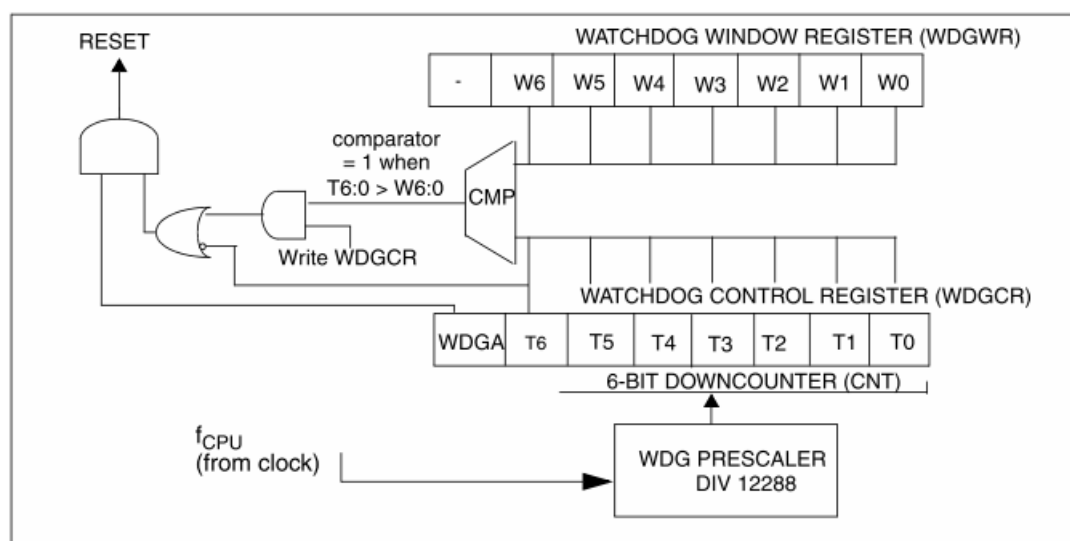 RESET
WATCHDOG WINDOW REGISTER (WDGWR)
- W6 W5 W4 W3 W2 W1 W0
comparator
= 1 when
T6:0 > W6:0
CMP
Write WDGCR
WATCHDOG CONTROL REGISTER (WDGCR)
WDGA T6 T5 T4 T3 T2 T1 T0
6-BIT DOWNCOUNTER (CNT)
fCPU
(from clock)
WDG PRESCALER
DIV 12288